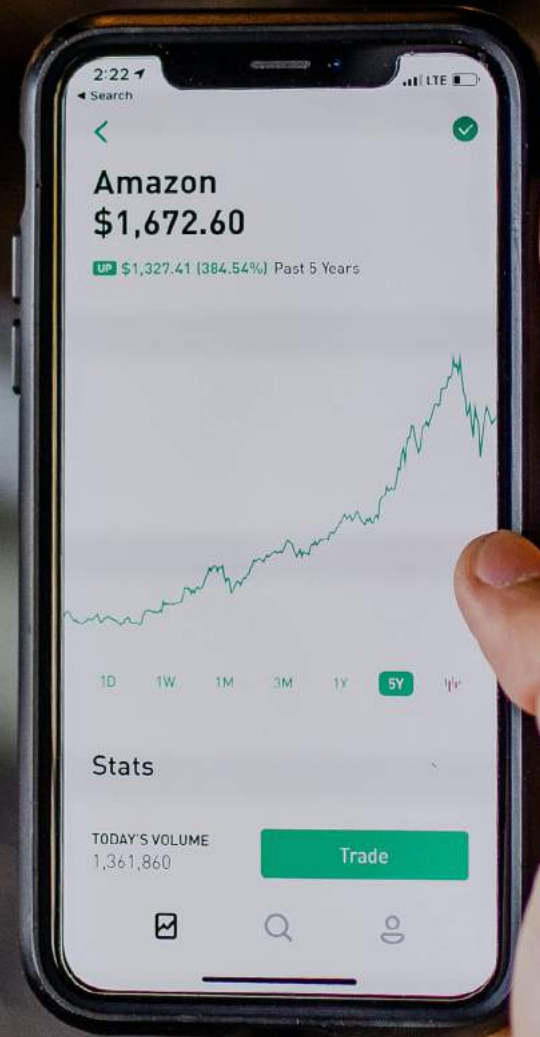 2:22
LTE
◀ Search
Amazon
$1,672.60
UP $1,327.41 (384.54%) Past 5 Years
1D 1W 1M 3M 1Y 5Y
Stats
TODAY'S VOLUME
1,361,860
Trade